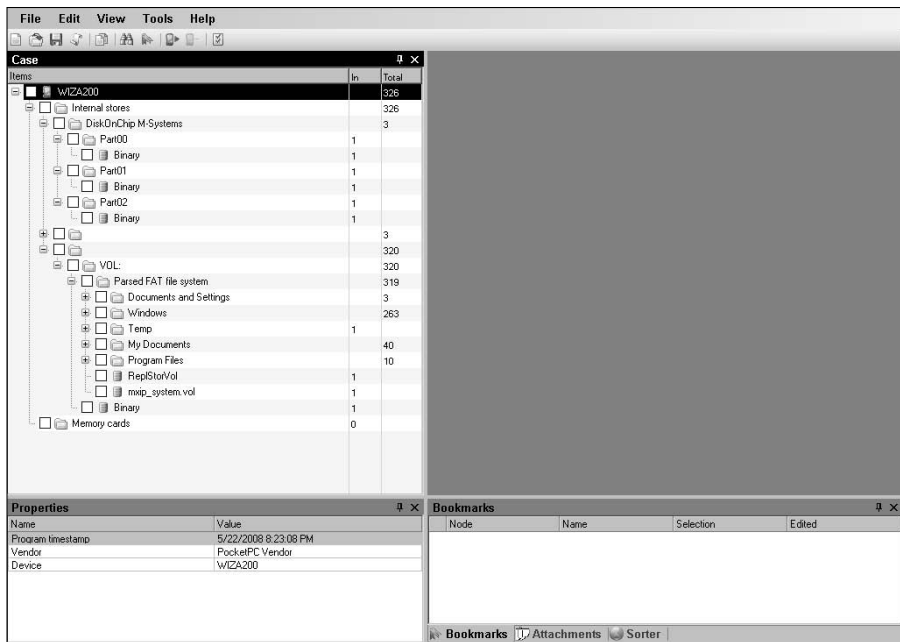 File Edit View Tools Help
Case
Items In Total
WIZA200 326
Internal stores 326
DiskOnChip M-Systems 3
Part00 1
Binary 1
Part01 1
Binary 1
Part02 1
Binary 1
3
320
VOL: 320
Parsed FAT file system 319
Documents and Settings 3
Windows 263
Temp 1
My Documents 40
Program Files 10
ReplStorVol 1
mxip_system.vol 1
Binary 1
Memory cards 0
Properties
Name Value
Program timestamp 5/22/2008 8:23:08 PM
Vendor PocketPC Vendor
Device WIZA200
Bookmarks
Node Name Selection Edited
Bookmarks Attachments Sorter